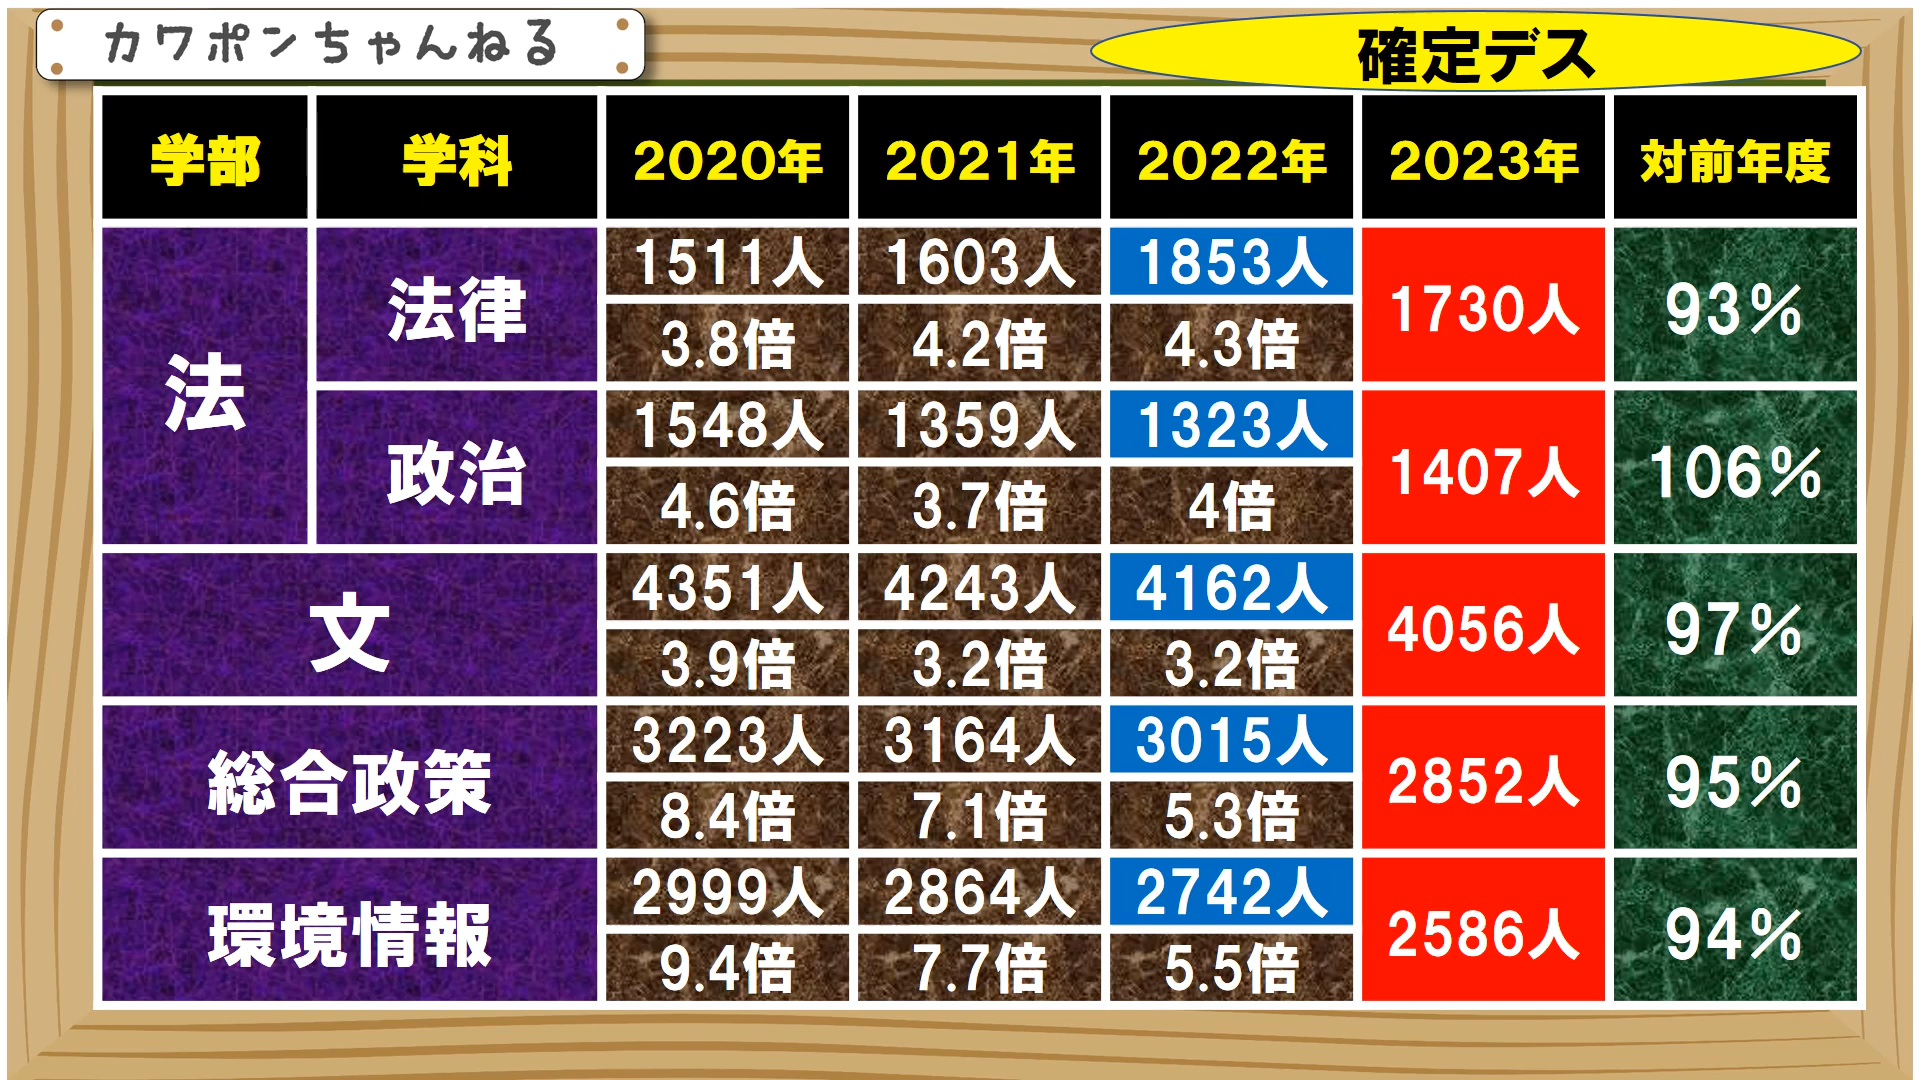 カワポンちゃんねる
確定デス
学部 学科 2020年 2021年 2022年 2023年 対前年度
法 法律 1511人 1603人 1853人 1730人 93%
3.8倍 4.2倍 4.3倍
政治 1548人 1359人 1323人 1407人 106%
4.6倍 3.7倍 4倍
文 4351人 4243人 4162人 4056人 97%
3.9倍 3.2倍 3.2倍
総合政策 3223人 3164人 3015人 2852人 95%
8.4倍 7.1倍 5.3倍
環境情報 2999人 2864人 2742人 2586人 94%
9.4倍 7.7倍 5.5倍